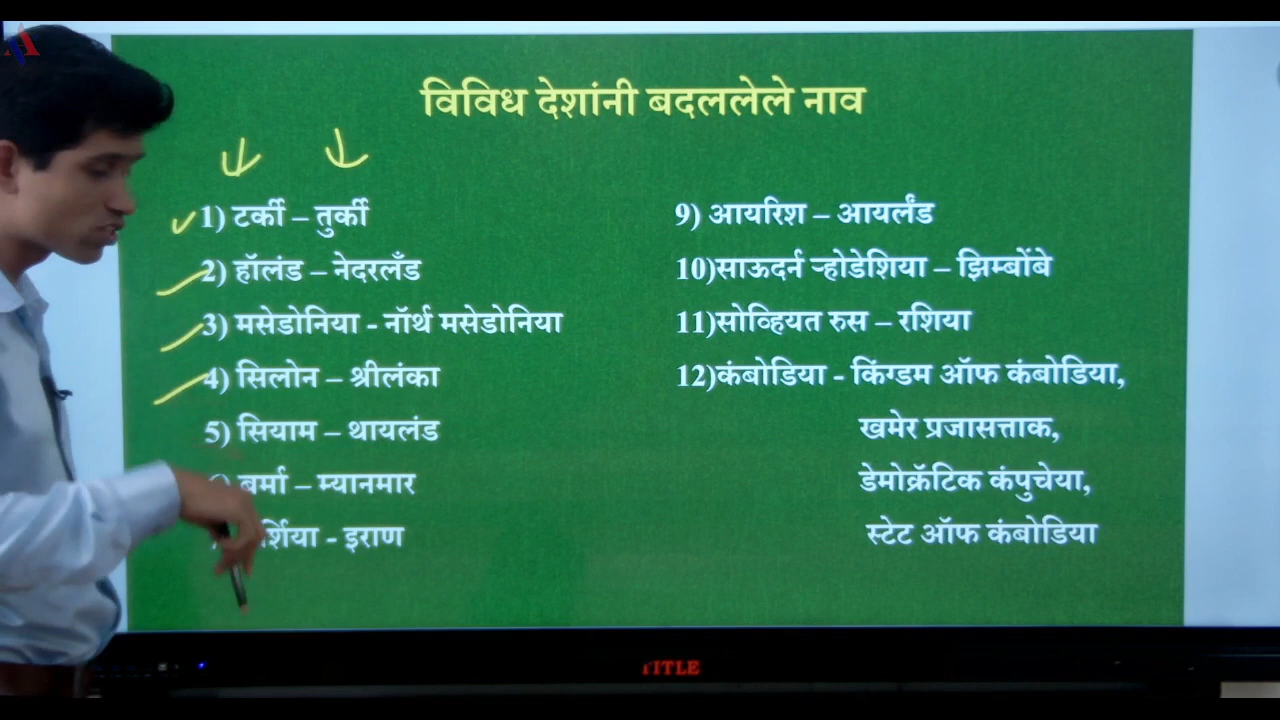 विविध देशांनी बदललेले नाव
1) टर्की – तुर्की
2) हॉलंड – नेदरलँड
3) मसेडोनिया - नॉर्थ मसेडोनिया
4) सिलोन – श्रीलंका
5) सियाम – थायलंड
बर्मा – म्यानमार
- इराण
9) आयरिश – आयर्लंड
10)साऊदर्न ऱ्होडेशिया – झिम्बोंबे
11)सोव्हियत रुस – रशिया
12)कंबोडिया - किंग्डम ऑफ कंबोडिया,
खमेर प्रजासत्ताक,
डेमोक्रॅटिक कंपुचेया,
स्टेट ऑफ कंबोडिया
TITLE